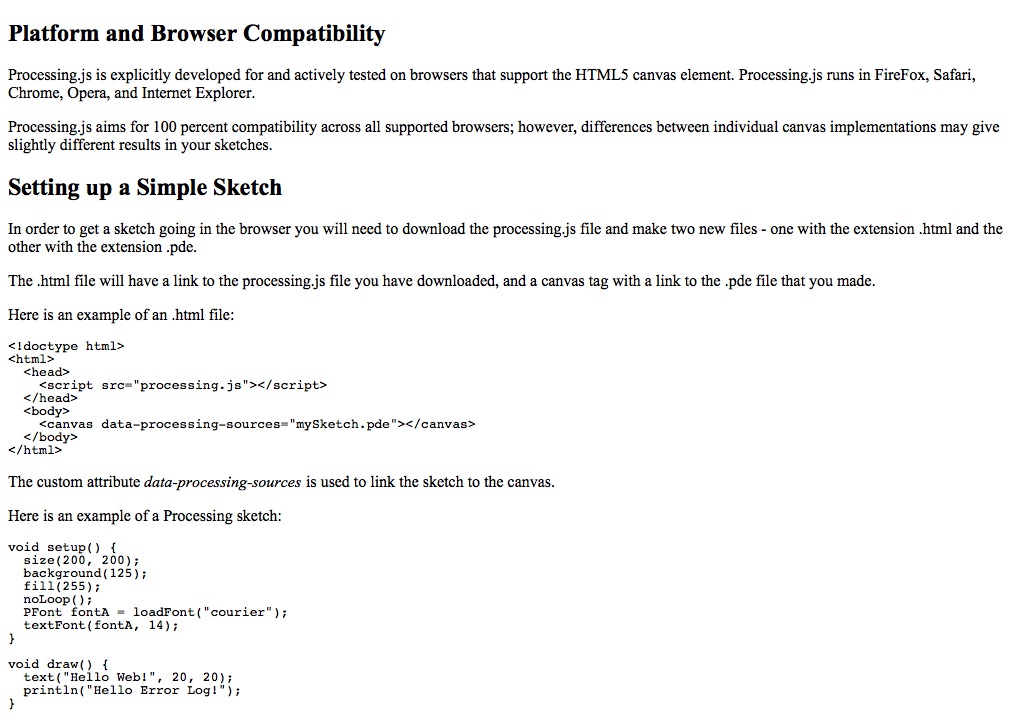 Platform and Browser Compatibility
Processing.js is explicitly developed for and actively tested on browsers that support the HTML5 canvas element. Processing.js runs in FireFox, Safari,
Chrome, Opera, and Internet Explorer.
Processing.js aims for 100 percent compatibility across all supported browsers; however, differences between individual canvas implementations may give
slightly different results in your sketches.
Setting up a Simple Sketch
In order to get a sketch going in the browser you will need to download the processing.js file and make two new files - one with the extension .html and the
other with the extension .pde.
The .html file will have a link to the processing.js file you have downloaded, and a canvas tag with a link to the .pde file that you made.
Here is an example of an .html file:
<!doctype html>
<html>
  <head>
    <script src="processing.js"></script>
  </head>
  <body>
    <canvas data-processing-sources="mySketch.pde"></canvas>
  </body>
</html>
The custom attribute data-processing-sources is used to link the sketch to the canvas.
Here is an example of a Processing sketch:
void setup() {
  size(200, 200);
  background(125);
  fill(255);
  noLoop();
  PFont fontA = loadFont("courier");
  textFont(fontA, 14);
}
void draw() {
  text("Hello Web!", 20, 20);
  println("Hello Error Log!");
}